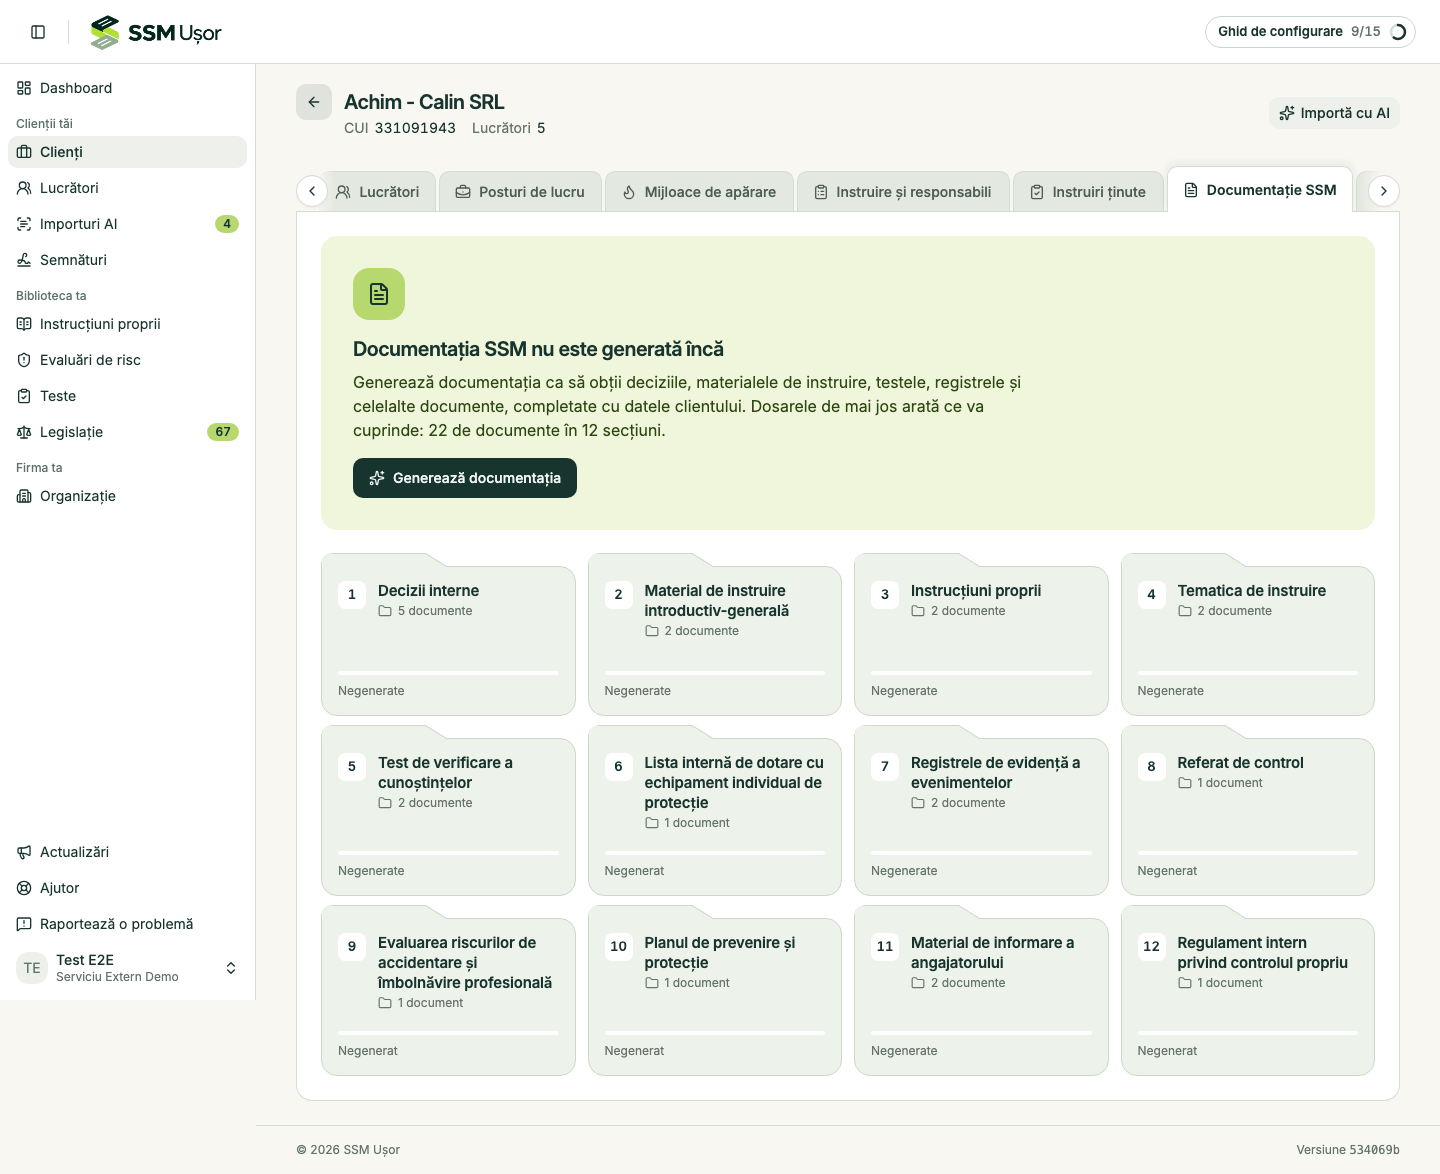 SSM Ușor
Ghid de configurare 9/15
Dashboard
Clienții tăi
Clienți
Lucrători
Importuri AI 4
Semnături
Biblioteca ta
Instrucțiuni proprii
Evaluări de risc
Teste
Legislație 67
Firma ta
Organizație
Actualizări
Ajutor
Raportează o problemă
TE
Test E2E
Serviciu Extern Demo
Achim - Calin SRL
CUI 331091943 Lucrători 5
Importă cu AI
Lucrători
Posturi de lucru
Mijloace de apărare
Instruire și responsabili
Instruiri ținute
Documentație SSM
Documentația SSM nu este generată încă
Generează documentația ca să obții deciziile, materialele de instruire, testele, registrele și
celelalte documente, completate cu datele clientului. Dosarele de mai jos arată ce va
cuprinde: 22 de documente în 12 secțiuni.
Generează documentația
1
Decizii interne
5 documente
Negenerate
2
Material de instruire
introductiv-generală
2 documente
Negenerate
3
Instrucțiuni proprii
2 documente
Negenerate
4
Tematica de instruire
2 documente
Negenerate
5
Test de verificare a
cunoștințelor
2 documente
Negenerate
6
Lista internă de dotare cu
echipament individual de
protecție
1 document
Negenerat
7
Registrele de evidență a
evenimentelor
2 documente
Negenerate
8
Referat de control
1 document
Negenerat
9
Evaluarea riscurilor de
accidentare și
îmbolnăvire profesională
1 document
Negenerat
10
Planul de prevenire și
protecție
1 document
Negenerat
11
Material de informare a
angajatorului
2 documente
Negenerate
12
Regulament intern
privind controlul propriu
1 document
Negenerat
© 2026 SSM Ușor
Versiune 534069b